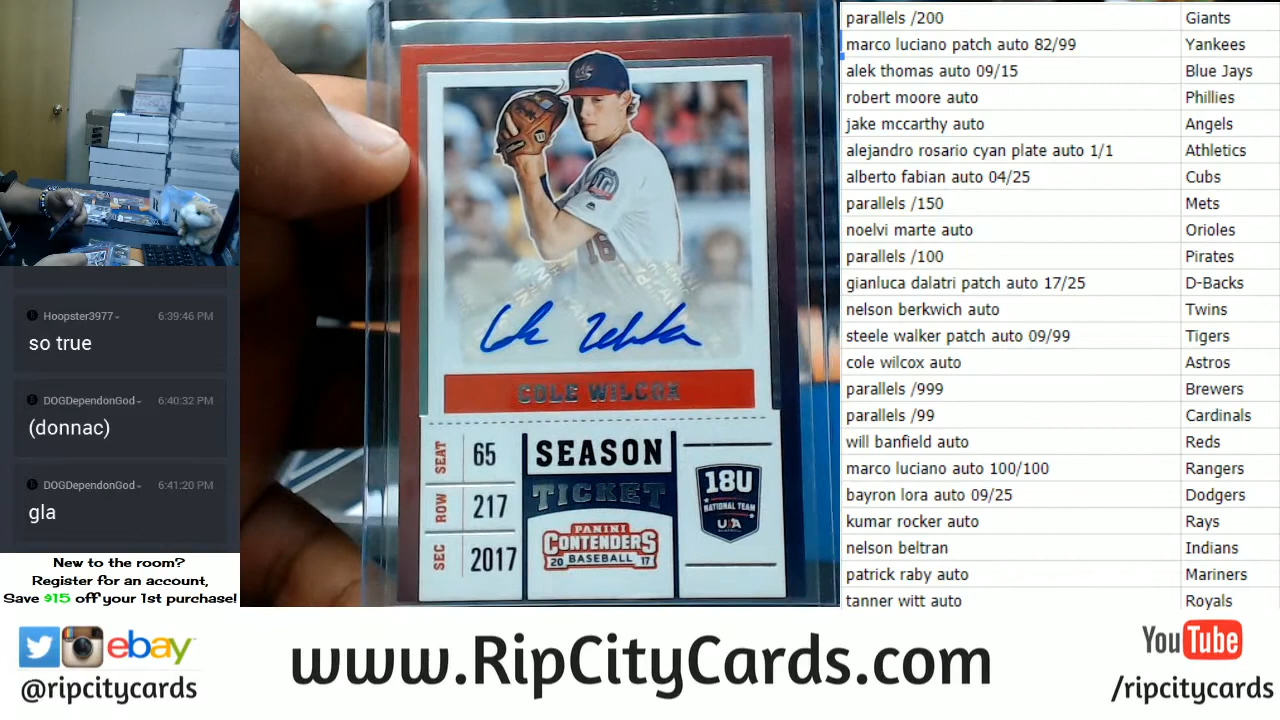 Hoopster3977 6:39:46 PM
so true
DOGDependonGod 6:40:32 PM
(donnac)
DOGDependonGod 6:41:20 PM
gla
New to the room?
Register for an account,
Save $15 off your 1st purchase!
16
Cole Wilcox
COLE WILCOX
SEAT 65
ROW 217
SEC 2017
SEASON
TICKET
PANINI
CONTENDERS
20 BASEBALL 17
18U
NATIONAL TEAM
USA
parallels /200 Giants
marco luciano patch auto 82/99 Yankees
alek thomas auto 09/15 Blue Jays
robert moore auto Phillies
jake mccarthy auto Angels
alejandro rosario cyan plate auto 1/1 Athletics
alberto fabian auto 04/25 Cubs
parallels /150 Mets
noelvi marte auto Orioles
parallels /100 Pirates
gianluca dalatri patch auto 17/25 D-Backs
nelson berkwich auto Twins
steele walker patch auto 09/99 Tigers
cole wilcox auto Astros
parallels /999 Brewers
parallels /99 Cardinals
will banfield auto Reds
marco luciano auto 100/100 Rangers
bayron lora auto 09/25 Dodgers
kumar rocker auto Rays
nelson beltran Indians
patrick raby auto Mariners
tanner witt auto Royals
ebay
@ripcitycards
www.RipCityCards.com
YouTube
/ripcitycards